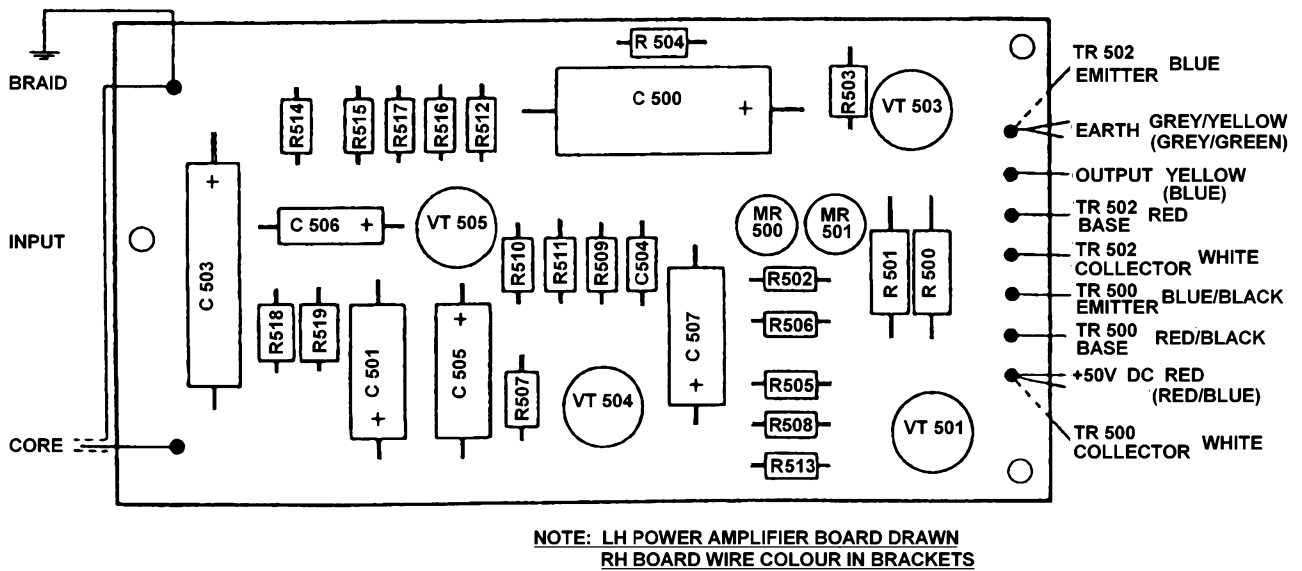 BRAID
INPUT
CORE
R 504
C 500 +
R503
VT 503
R514
R515
R517
R516
R512
C 503 +
C 506 +
VT 505
R510
R511
R509
C504
MR 500
MR 501
R 501
R 500
R518
R519
C 501 +
C 505 +
R507
VT 504
C 507 +
R502
R506
R505
R508
R513
VT 501
TR 502 EMITTER BLUE
EARTH GREY/YELLOW (GREY/GREEN)
OUTPUT YELLOW (BLUE)
TR 502 BASE RED
TR 502 COLLECTOR WHITE
TR 500 EMITTER BLUE/BLACK
TR 500 BASE RED/BLACK
+50V DC RED (RED/BLUE)
TR 500 COLLECTOR WHITE
NOTE: LH POWER AMPLIFIER BOARD DRAWN
RH BOARD WIRE COLOUR IN BRACKETS